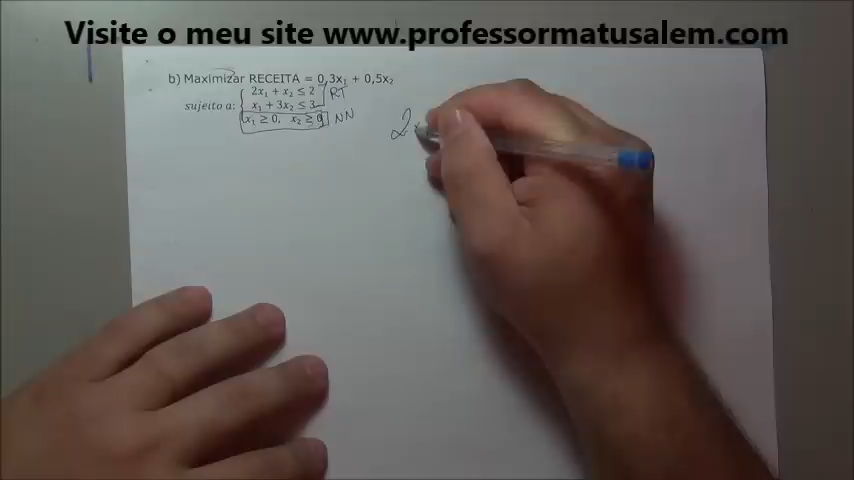 Visite o meu site www.professormatusalem.com
b) Maximizar RECEITA = 0,3x₁ + 0,5x₂
2x₁ + x₂ ≤ 2
sujeito a: x₁ + 3x₂ ≤ 3 RT
x₁ ≥ 0, x₂ ≥ 0 NN
2x